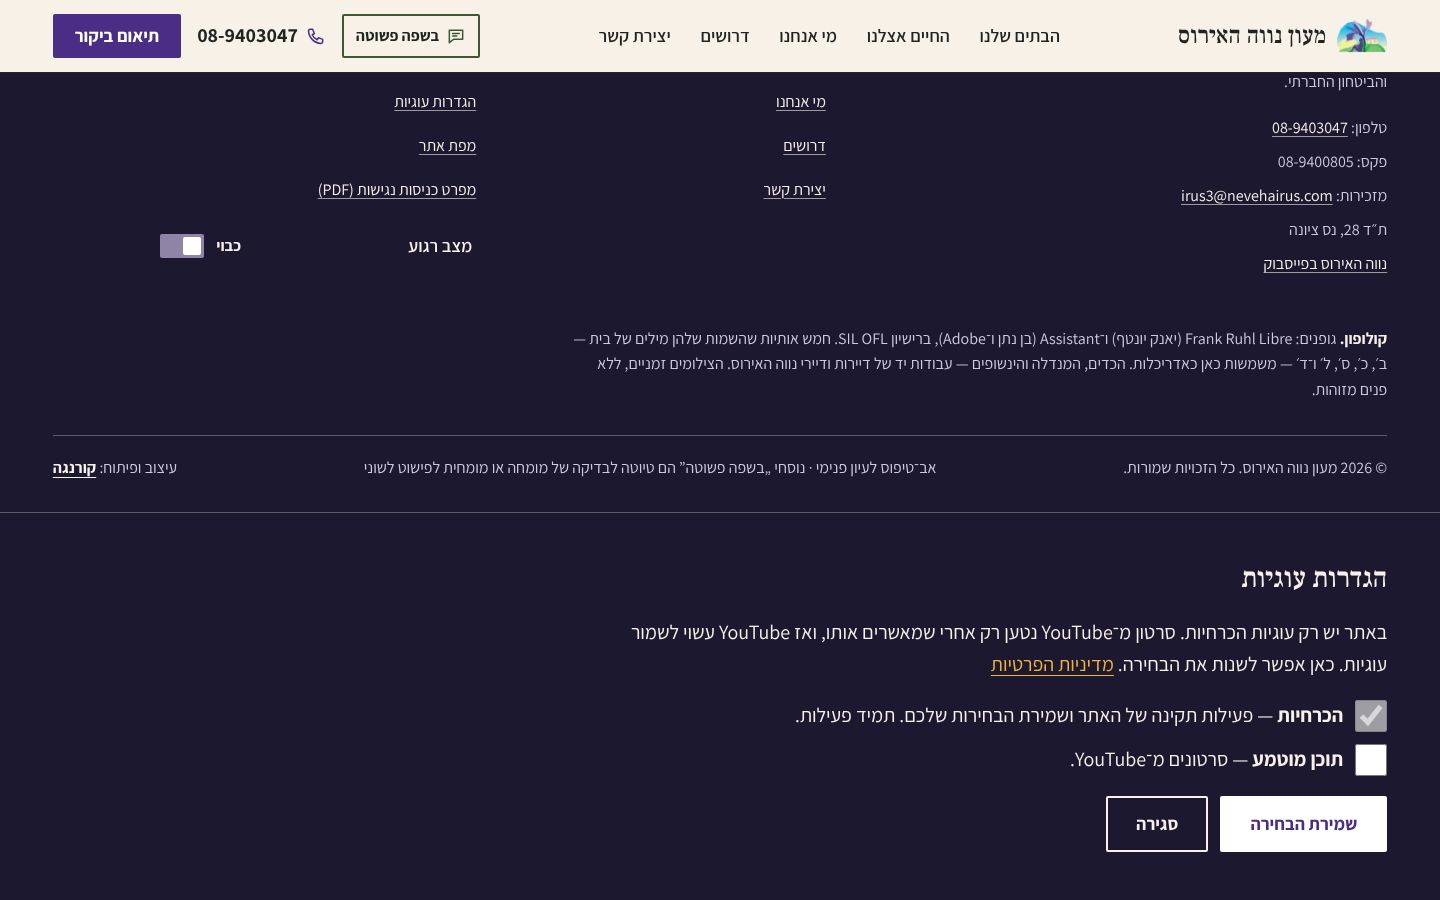 מעון נווה האירוס
הבתים שלנו
החיים אצלנו
מי אנחנו
דרושים
יצירת קשר
בשפה פשוטה
08-9403047
תיאום ביקור
והביטחון החברתי.
טלפון: 08-9403047
פקס: 08-9400805
מזכירות: irus3@nevehairus.com
ת״ד 28, נס ציונה
נווה האירוס בפייסבוק
מי אנחנו
דרושים
יצירת קשר
הגדרות עוגיות
מפת אתר
מפרט כניסות נגישות (PDF)
מצב רגוע
כבוי
קולופון. גופנים: Frank Ruhl Libre (יאנק יונטף) ו־Assistant (בן נתן ו־Adobe), ברישיון SIL OFL. חמש אותיות שהשמות שלהן מילים של בית —
ב׳, כ׳, ס׳, ל׳ ו־ד׳ — משמשות כאן כאדריכלות. הכדים, המנדלה והינשופים — עבודות יד של דיירות ודיירי נווה האירוס. הצילומים זמניים, ללא
פנים מזוהות.
© 2026 מעון נווה האירוס. כל הזכויות שמורות.
אב־טיפוס לעיון פנימי · נוסחי „בשפה פשוטה” הם טיוטה לבדיקה של מומחה או מומחית לפישוט לשוני
עיצוב ופיתוח: קורנגה
הגדרות עוגיות
באתר יש רק עוגיות הכרחיות. סרטון מ־YouTube נטען רק אחרי שמאשרים אותו, ואז YouTube עשוי לשמור
עוגיות. כאן אפשר לשנות את הבחירה. מדיניות הפרטיות
הכרחיות — פעילות תקינה של האתר ושמירת הבחירות שלכם. תמיד פעילות.
תוכן מוטמע — סרטונים מ־YouTube.
שמירת הבחירה
סגירה